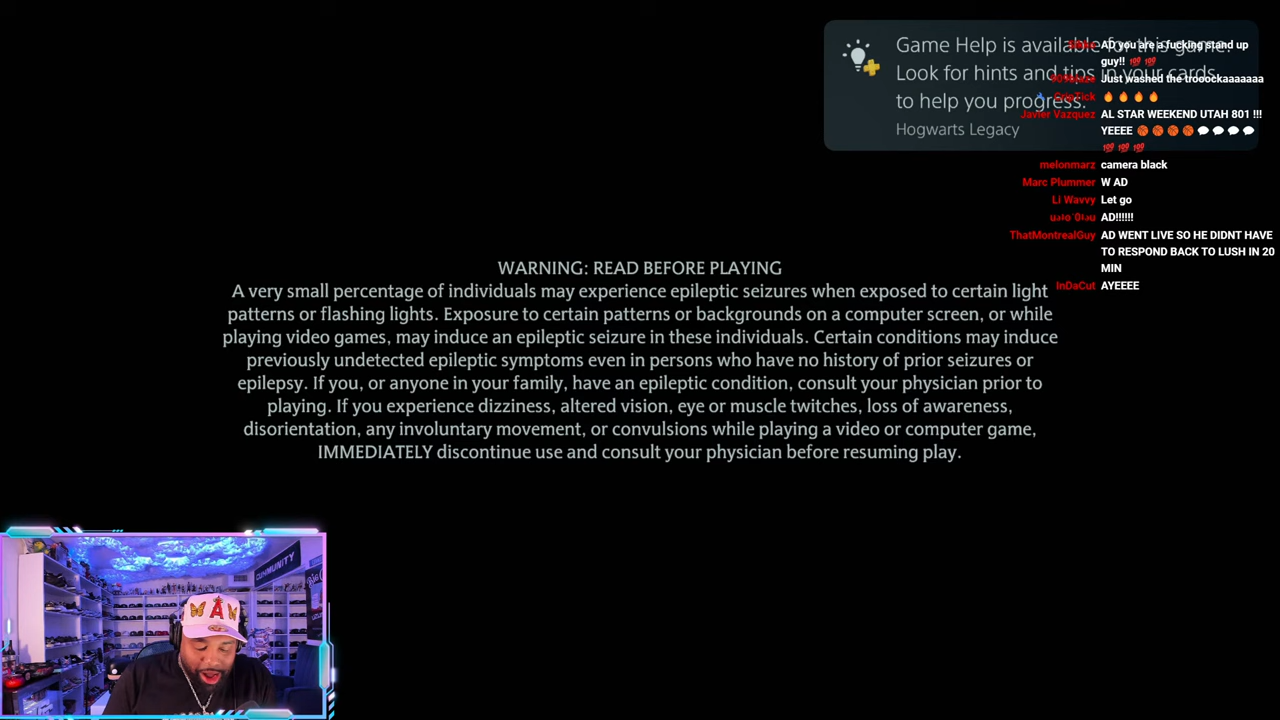 Game Help is available for this game.
Look for hints and tips in your cards
to help you progress.
Hogwarts Legacy
AD you are a fucking stand up
guy!! 💯 💯
Just washed the trooockaaaaaaa
🔥 🔥 🔥 🔥
Javier Vazquez AL STAR WEEKEND UTAH 801 !!!
YEEEE 🏀 🏀 🏀 🏀 💬 💬 💬 💬
💯 💯 💯
melonmarz camera black
Marc Plummer W AD
Li Wavvy Let go
AD!!!!!!
ThatMontrealGuy AD WENT LIVE SO HE DIDNT HAVE
TO RESPOND BACK TO LUSH IN 20
MIN
InDaCut AYEEEE
WARNING: READ BEFORE PLAYING
A very small percentage of individuals may experience epileptic seizures when exposed to certain light
patterns or flashing lights. Exposure to certain patterns or backgrounds on a computer screen, or while
playing video games, may induce an epileptic seizure in these individuals. Certain conditions may induce
previously undetected epileptic symptoms even in persons who have no history of prior seizures or
epilepsy. If you, or anyone in your family, have an epileptic condition, consult your physician prior to
playing. If you experience dizziness, altered vision, eye or muscle twitches, loss of awareness,
disorientation, any involuntary movement, or convulsions while playing a video or computer game,
IMMEDIATELY discontinue use and consult your physician before resuming play.
A